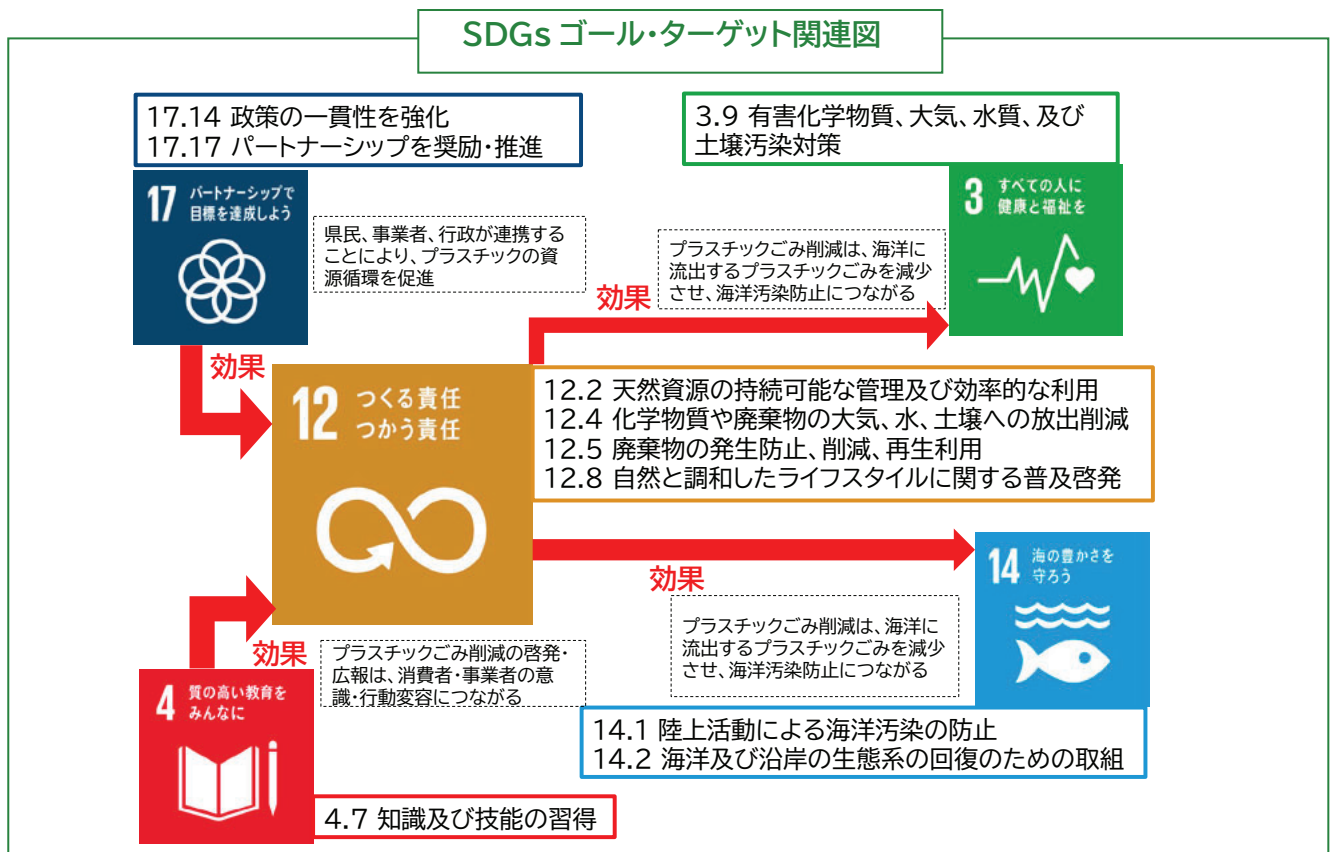 SDGs ゴール・ターゲット関連図
17.14 政策の一貫性を強化
17.17 パートナーシップを奨励・推進
3.9 有害化学物質、大気、水質、及び
土壌汚染対策
17 パートナーシップで
目標を達成しよう
県民、事業者、行政が連携する
ことにより、プラスチックの資
源循環を促進
プラスチックごみ削減は、海洋に
流出するプラスチックごみを減少
させ、海洋汚染防止につながる
3 すべての人に
健康と福祉を
効果
効果
12 つくる責任
つかう責任
12.2 天然資源の持続可能な管理及び効率的な利用
12.4 化学物質や廃棄物の大気、水、土壌への放出削減
12.5 廃棄物の発生防止、削減、再生利用
12.8 自然と調和したライフスタイルに関する普及啓発
効果
14 海の豊かさを
守ろう
プラスチックごみ削減は、海洋に
流出するプラスチックごみを減少
させ、海洋汚染防止につながる
効果
プラスチックごみ削減の啓発・
広報は、消費者・事業者の意
識・行動変容につながる
4 質の高い教育を
みんなに
14.1 陸上活動による海洋汚染の防止
14.2 海洋及び沿岸の生態系の回復のための取組
4.7 知識及び技能の習得